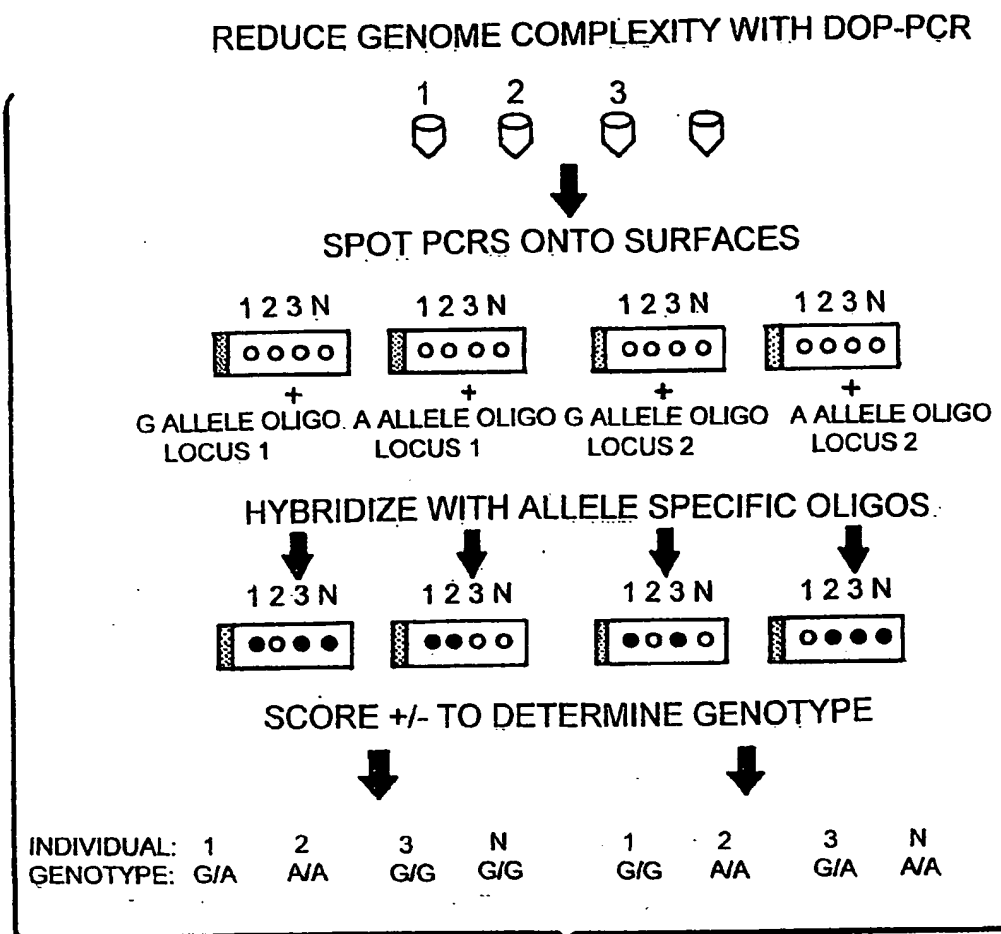 REDUCE GENOME COMPLEXITY WITH DOP-PCR
1 2 3
SPOT PCRS ONTO SURFACES
1 2 3 N 1 2 3 N 1 2 3 N 1 2 3 N
+ + + +
G ALLELE OLIGO. A ALLELE OLIGO G ALLELE OLIGO A ALLELE OLIGO
LOCUS 1 LOCUS 1 LOCUS 2 LOCUS 2
HYBRIDIZE WITH ALLELE SPECIFIC OLIGOS
1 2 3 N 1 2 3 N 1 2 3 N 1 2 3 N
SCORE +/- TO DETERMINE GENOTYPE
INDIVIDUAL: 1 2 3 N 1 2 3 N
GENOTYPE: G/A A/A G/G G/G G/G A/A G/A A/A